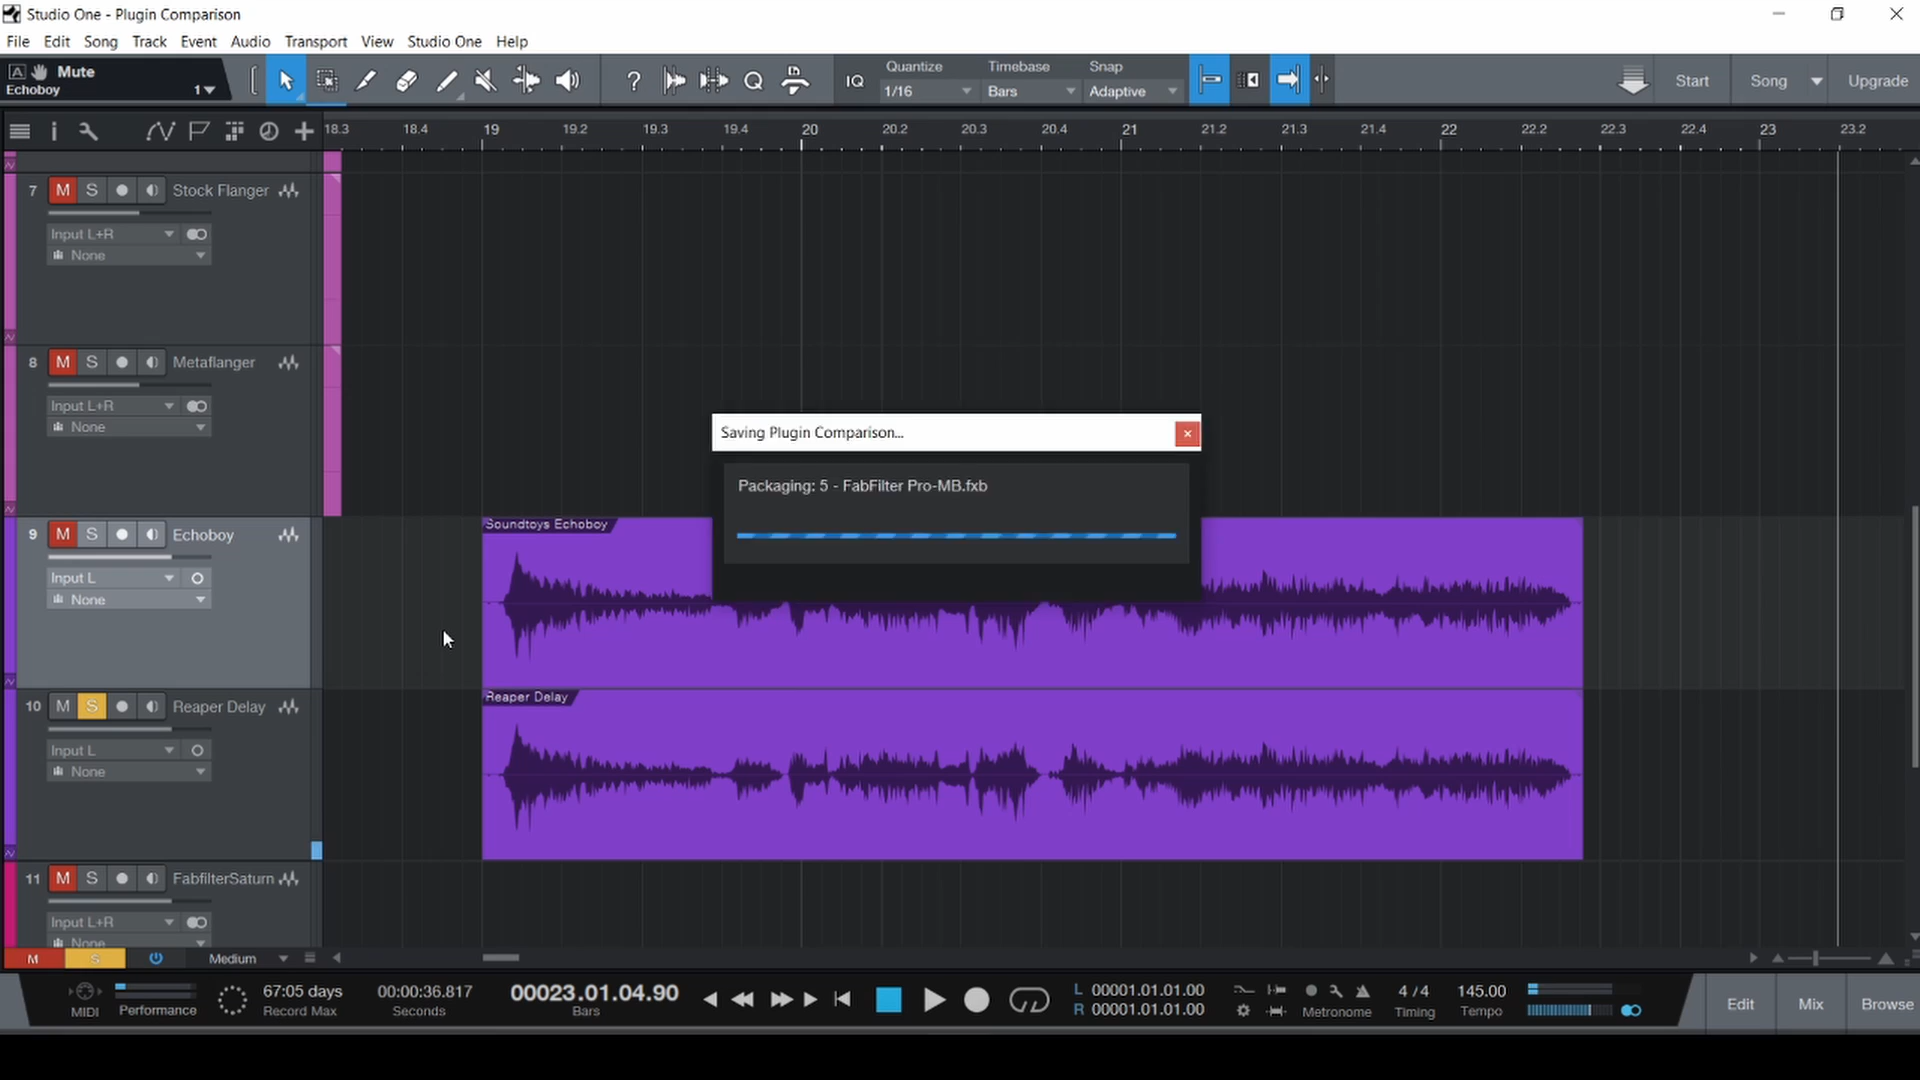 Studio One - Plugin Comparison
File Edit Song Track Event Audio Transport View Studio One Help
A Mute
Echoboy 1
? Q IQ
Quantize Timebase Snap
1/16 Bars Adaptive
Start Song Upgrade
18.3 18.4 19 19.2 19.3 19.4 20 20.2 20.3 20.4 21 21.2 21.3 21.4 22 22.2 22.3 22.4 23 23.2
7 M S Stock Flanger
Input L+R
None
8 M S Metaflanger
Input L+R
None
Saving Plugin Comparison...
Packaging: 5 - FabFilter Pro-MB.fxb
9 M S Echoboy
Input L
None
Soundtoys Echoboy
10 M S Reaper Delay
Input L
None
Reaper Delay
11 M S FabfilterSaturn
Input L+R
None
M S Medium
MIDI Performance
67:05 days
Record Max
00:00:36.817
Seconds
00023.01.04.90
Bars
L 00001.01.01.00
R 00001.01.01.00
Metronome
4 / 4
Timing
145.00
Tempo
Edit Mix Browse